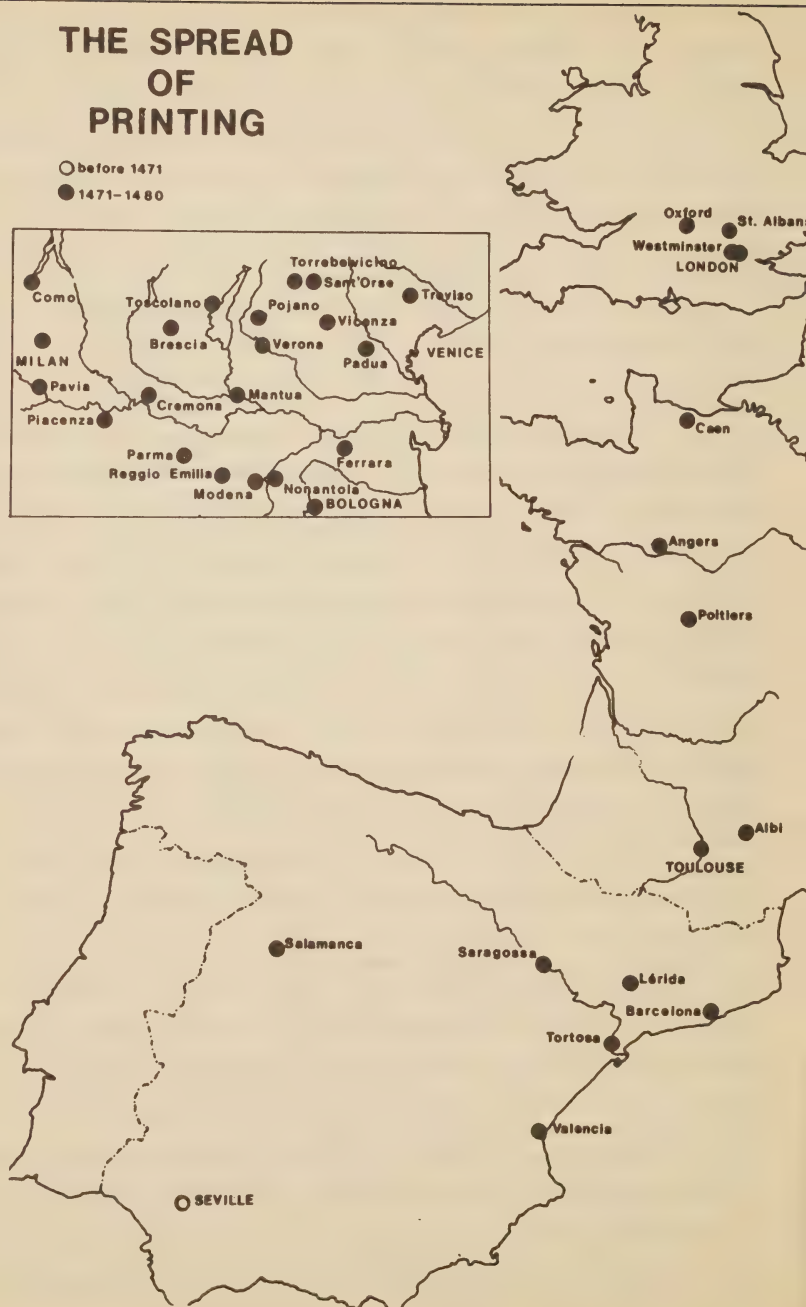 THE SPREAD
OF
PRINTING
before 1471
1471–1480
Torrebelvicino
Como
Toscolano
Sant'Orse
Treviso
Pojano
Brescia
Vicenza
MILAN
Verona
Padua
VENICE
Pavia
Cremona
Mantua
Piacenza
Parma
Ferrara
Reggio Emilia
Modena
Nonantola
BOLOGNA
Oxford
St. Albans
Westminster
LONDON
Caen
Angers
Poitiers
Albi
TOULOUSE
Salamanca
Saragossa
Lérida
Barcelona
Tortosa
Valencia
SEVILLE